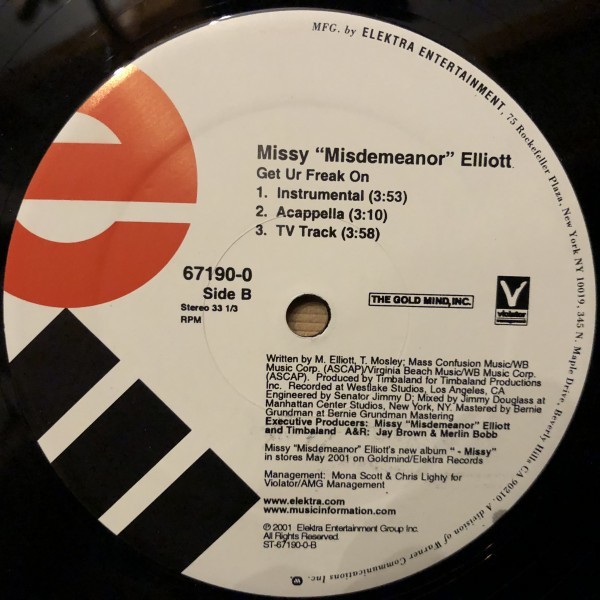 MFG. by ELEKTRA ENTERTAINMENT, 75 Rockefeller Plaza, New York NY 10019, 345 N. Maple Drive, Beverly Hills CA 90210. A division of Warner Communications Inc.
Missy “Misdemeanor” Elliott
Get Ur Freak On
1. Instrumental (3:53)
2. Acappella (3:10)
3. TV Track (3:58)
67190-0
Side B
Stereo 33 1/3
RPM
THE GOLD MIND, INC.
V
violator
Written by M. Elliott, T. Mosley; Mass Confusion Music/WB
Music Corp. (ASCAP)/Virginia Beach Music/WB Music Corp.
(ASCAP). Produced by Timbaland for Timbaland Productions
Inc. Recorded at Westlake Studios, Los Angeles, CA
Engineered by Senator Jimmy D; Mixed by Jimmy Douglass at
Manhattan Center Studios, New York, NY. Mastered by Bernie
Grundman at Bernie Grundman Mastering
Executive Producers: Missy “Misdemeanor” Elliott
and Timbaland A&R: Jay Brown & Merlin Bobb
Missy “Misdemeanor” Elliott's new album “ - Missy”
in stores May 2001 on Goldmind/Elektra Records
Management: Mona Scott & Chris Lighty for
Violator/AMG Management
www.elektra.com
www.musicinformation.com
℗ 2001 Elektra Entertainment Group Inc.
All Rights Reserved.
ST-67190-0-B